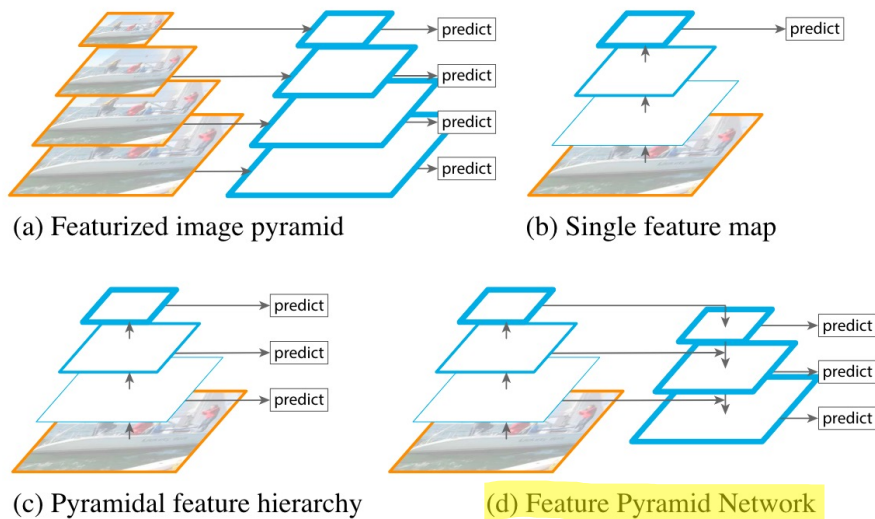 predict
predict
predict
predict
predict
(a) Featurized image pyramid
(b) Single feature map
predict
predict
predict
predict
predict
predict
(c) Pyramidal feature hierarchy
(d) Feature Pyramid Network